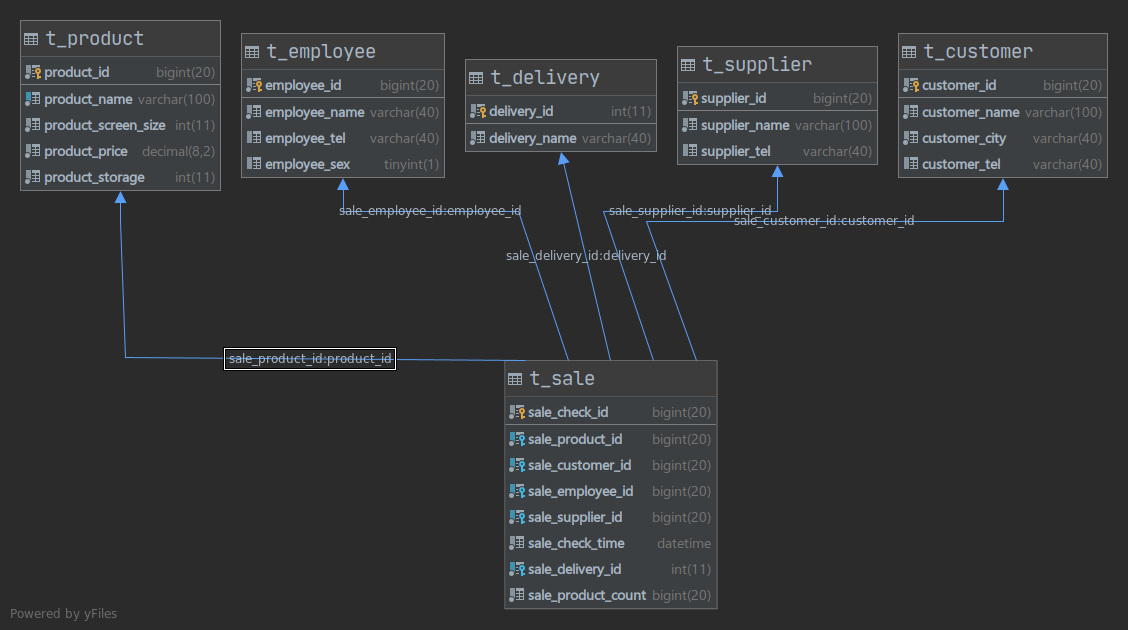 t_product
product_id bigint(20)
product_name varchar(100)
product_screen_size int(11)
product_price decimal(8,2)
product_storage int(11)
t_employee
employee_id bigint(20)
employee_name varchar(40)
employee_tel varchar(40)
employee_sex tinyint(1)
t_delivery
delivery_id int(11)
delivery_name varchar(40)
t_supplier
supplier_id bigint(20)
supplier_name varchar(100)
supplier_tel varchar(40)
t_customer
customer_id bigint(20)
customer_name varchar(100)
customer_city varchar(40)
customer_tel varchar(40)
sale_employee_id:employee_id
sale_supplier_id:supplier_id
sale_customer_id:customer_id
sale_delivery_id:delivery_id
sale_product_id:product_id
t_sale
sale_check_id bigint(20)
sale_product_id bigint(20)
sale_customer_id bigint(20)
sale_employee_id bigint(20)
sale_supplier_id bigint(20)
sale_check_time datetime
sale_delivery_id int(11)
sale_product_count bigint(20)
Powered by yFiles